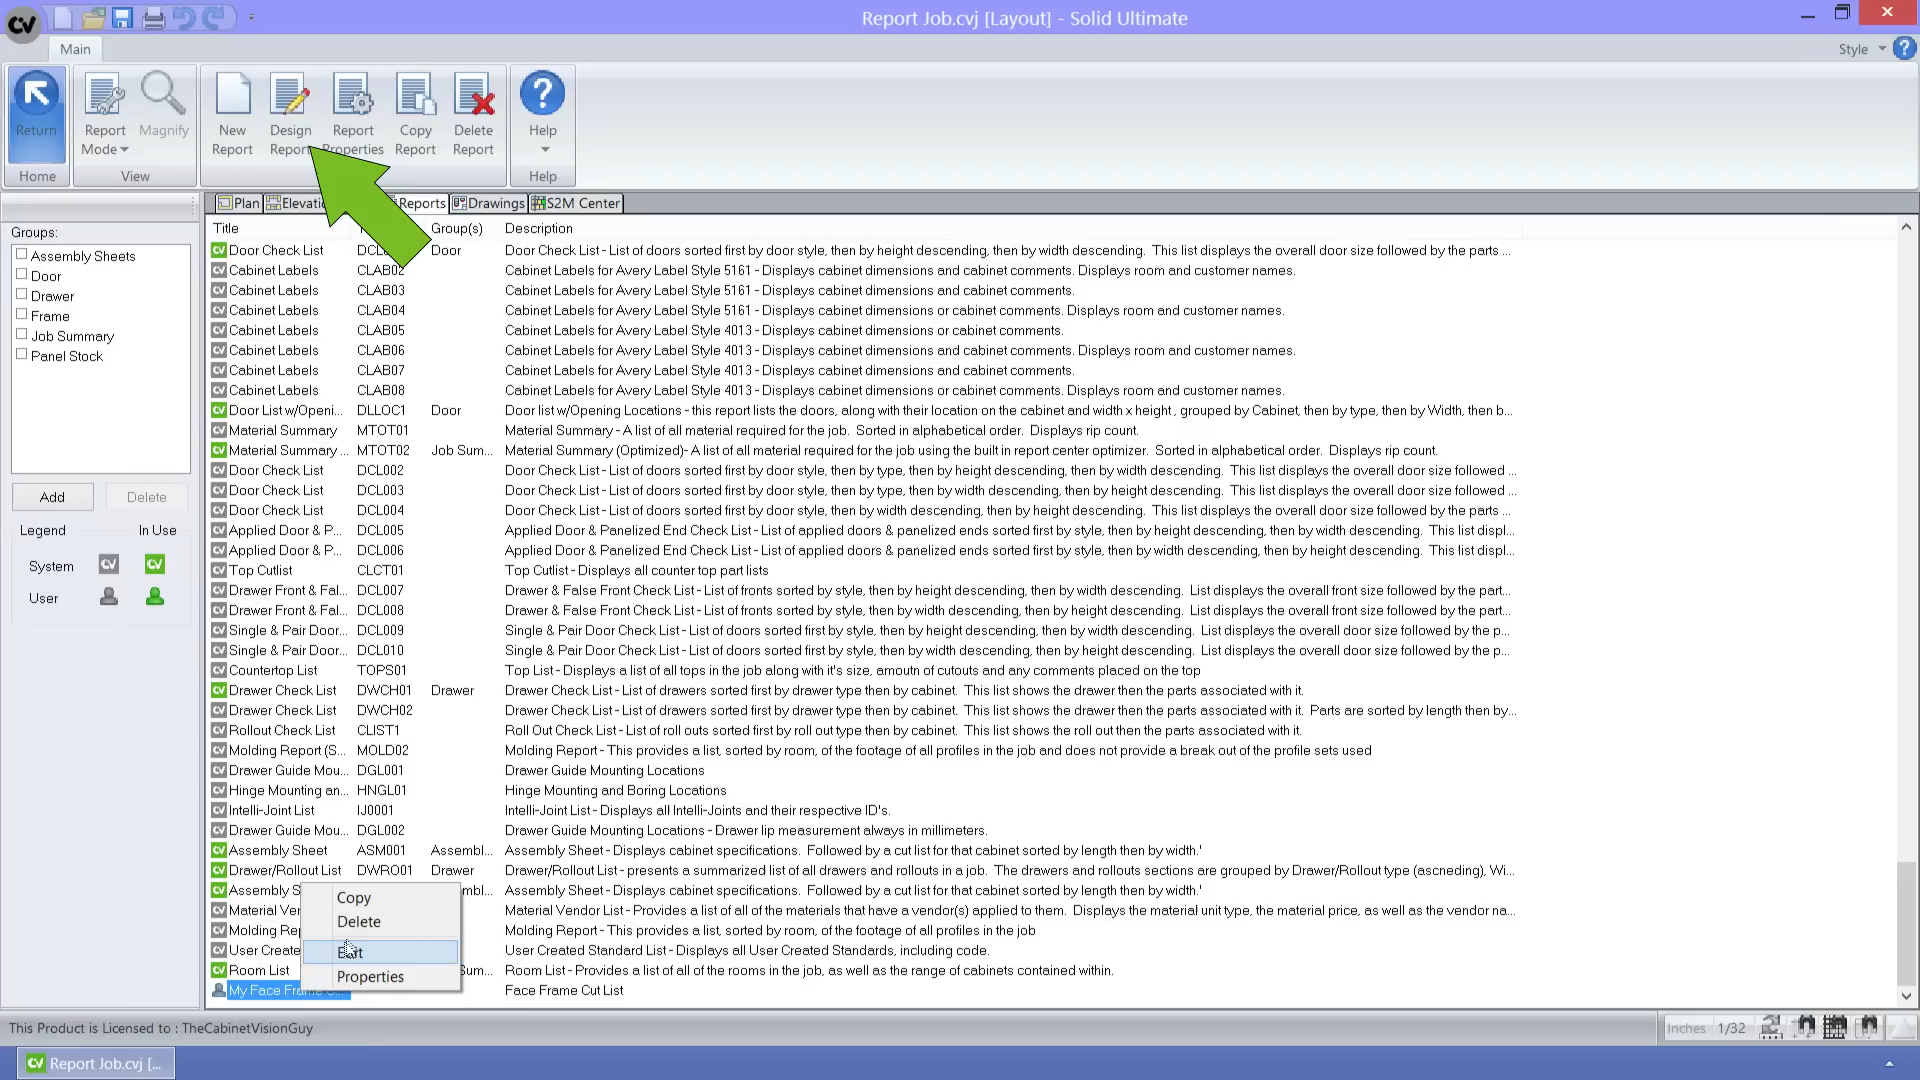 Report Job.cvj [Layout] - Solid Ultimate
Main
Style
Return
Report Mode
Magnify
New Report
Design Report
Report Properties
Copy Report
Delete Report
Help
Home
View
Help
Plan
Reports
Drawings
S2M Center
Groups:
Assembly Sheets
Door
Drawer
Frame
Job Summary
Panel Stock
Add
Delete
Legend
In Use
System
User
Title
Group(s)
Description
Door Check List Door Door Check List - List of doors sorted first by door style, then by height descending, then by width descending. This list displays the overall door size followed by the parts ...
Cabinet Labels CLAB02 Cabinet Labels for Avery Label Style 5161 - Displays cabinet dimensions and cabinet comments. Displays room and customer names.
Cabinet Labels CLAB03 Cabinet Labels for Avery Label Style 5161 - Displays cabinet dimensions and cabinet comments.
Cabinet Labels CLAB04 Cabinet Labels for Avery Label Style 5161 - Displays cabinet dimensions or cabinet comments. Displays room and customer names.
Cabinet Labels CLAB05 Cabinet Labels for Avery Label Style 4013 - Displays cabinet dimensions or cabinet comments.
Cabinet Labels CLAB06 Cabinet Labels for Avery Label Style 4013 - Displays cabinet dimensions and cabinet comments. Displays room and customer names.
Cabinet Labels CLAB07 Cabinet Labels for Avery Label Style 4013 - Displays cabinet dimensions and cabinet comments.
Cabinet Labels CLAB08 Cabinet Labels for Avery Label Style 4013 - Displays cabinet dimensions or cabinet comments. Displays room and customer names.
Door List w/Openi... DLLOC1 Door Door list w/Opening Locations - this report lists the doors, along with their location on the cabinet and width x height , grouped by Cabinet, then by type, then by Width, then b...
Material Summary MTOT01 Material Summary - A list of all material required for the job. Sorted in alphabetical order. Displays rip count.
Material Summary ... MTOT02 Job Sum... Material Summary (Optimized)- A list of all material required for the job using the built in report center optimizer. Sorted in alphabetical order. Displays rip count.
Door Check List DCL002 Door Check List - List of doors sorted first by door style, then by type, then by height descending, then by width descending. This list displays the overall door size followed ...
Door Check List DCL003 Door Check List - List of doors sorted first by door style, then by type, then by width descending, then by height descending. This list displays the overall door size followed ...
Door Check List DCL004 Door Check List - List of doors sorted first by door style, then by width descending, then by height descending. This list displays the overall door size followed by the parts ...
Applied Door & P... DCL005 Applied Door & Panelized End Check List - List of applied doors & panelized ends sorted first by style, then by height descending, then by width descending. This list displ...
Applied Door & P... DCL006 Applied Door & Panelized End Check List - List of applied doors & panelized ends sorted first by style, then by width descending, then by height descending. This list displ...
Top Cutlist CLCT01 Top Cutlist - Displays all counter top part lists
Drawer Front & Fal... DCL007 Drawer & False Front Check List - List of fronts sorted by style, then by height descending, then by width descending. List displays the overall front size followed by the part...
Drawer Front & Fal... DCL008 Drawer & False Front Check List - List of fronts sorted by style, then by width descending, then by height descending. List displays the overall front size followed by the part...
Single & Pair Door... DCL009 Single & Pair Door Check List - List of doors sorted first by style, then by height descending, then by width descending. List displays the overall door size followed by the p...
Single & Pair Door... DCL010 Single & Pair Door Check List - List of doors sorted first by style, then by width descending, then by height descending. List displays the overall door size followed by the p...
Countertop List TOPS01 Top List - Displays a list of all tops in the job along with it's size, amoutn of cutouts and any comments placed on the top
Drawer Check List DWCH01 Drawer Drawer Check List - List of drawers sorted first by drawer type then by cabinet. This list shows the drawer then the parts associated with it.
Drawer Check List DWCH02 Drawer Check List - List of drawers sorted first by drawer type then by cabinet. This list shows the drawer then the parts associated with it. Parts are sorted by length then by...
Rollout Check List CLIST1 Roll Out Check List - List of roll outs sorted first by roll out type then by cabinet. This list shows the roll out then the parts associated with it.
Molding Report (S... MOLD02 Molding Report - This provides a list, sorted by room, of the footage of all profiles in the job and does not provide a break out of the profile sets used
Drawer Guide Mou... DGL001 Drawer Guide Mounting Locations
Hinge Mounting an... HNGL01 Hinge Mounting and Boring Locations
Intelli-Joint List IJ0001 Intelli-Joint List - Displays all Intelli-Joints and their respective ID's.
Drawer Guide Mou... DGL002 Drawer Guide Mounting Locations - Drawer lip measurement always in millimeters.
Assembly Sheet ASM001 Assembl... Assembly Sheet - Displays cabinet specifications. Followed by a cut list for that cabinet sorted by length then by width.'
Drawer/Rollout List DWRO01 Drawer Drawer/Rollout List - presents a summarized list of all drawers and rollouts in a job. The drawers and rollouts sections are grouped by Drawer/Rollout type (ascneding), Wi...
Assembly Assembly Sheet - Displays cabinet specifications. Followed by a cut list for that cabinet sorted by length then by width.'
Material Material Vendor List - Provides a list of all of the materials that have a vendor(s) applied to them. Displays the material unit type, the material price, as well as the vendor na...
Molding Molding Report - This provides a list, sorted by room, of the footage of all profiles in the job
User User Created Standard List - Displays all User Created Standards, including code.
Room List Room List - Provides a list of all of the rooms in the job, as well as the range of cabinets contained within.
My Face Face Frame Cut List
Copy
Delete
Properties
This Product is Licensed to : TheCabinetVisionGuy
Inches 1/32
CV Report Job.cvj [...